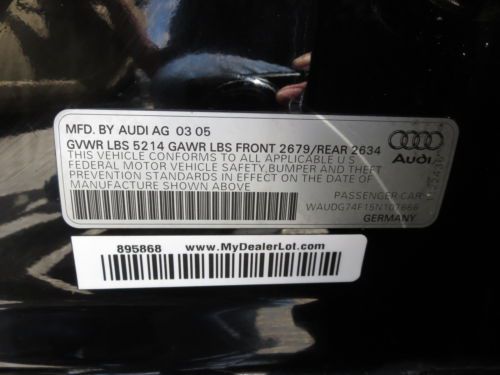 MFD. BY AUDI AG 03 05
GVWR LBS 5214 GAWR LBS FRONT 2679/REAR 2634
THIS VEHICLE CONFORMS TO ALL APPLICABLE U S
FEDERAL MOTOR VEHICLE SAFETY,BUMPER AND THEFT
PREVENTION STANDARDS IN EFFECT ON THE DATE OF
MANUFACTURE SHOWN ABOVE
Audi
PASSENGER CAR
WAUDG74F15N107666
GERMANY
895868 www.MyDealerLot.com